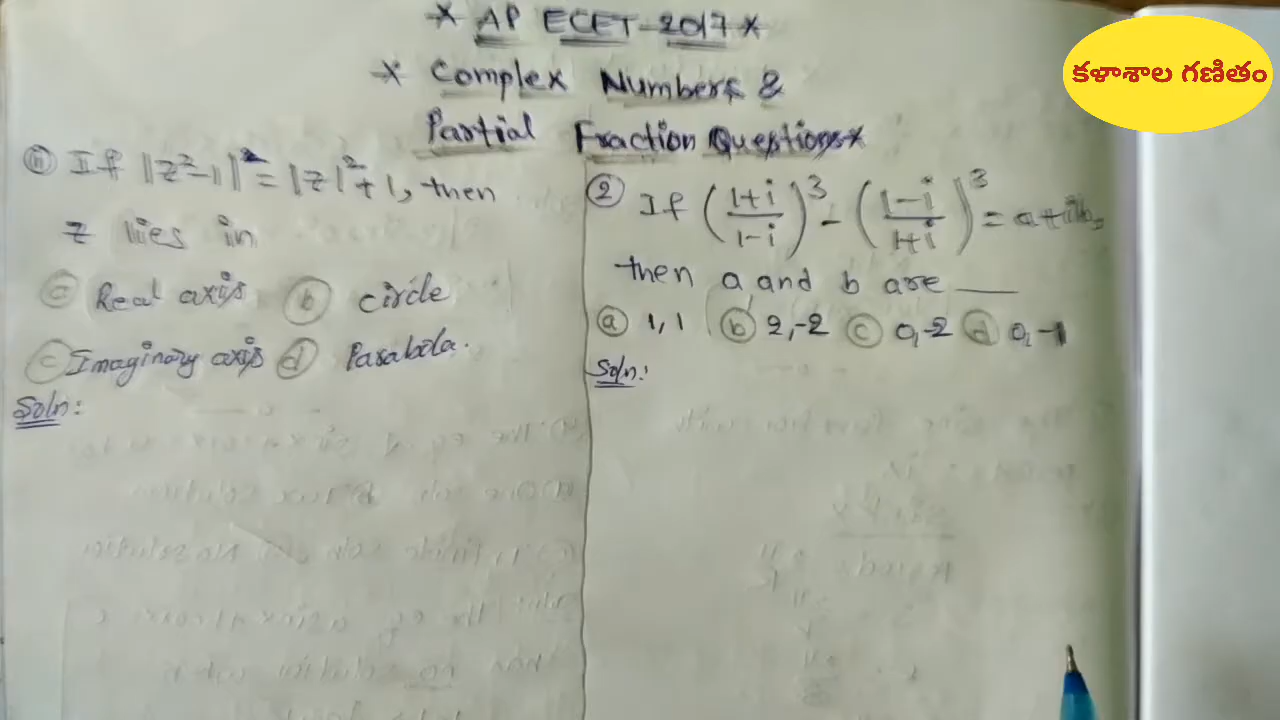 * AP ECET-2017 *
* Complex Numbers &
Partial Fraction Questions *
కళాశాల గణితం
① If |z²-1|² = |z|²+1, then
z lies in
ⓐ Real axis ⓑ circle
ⓒ Imaginary axis ⓓ Parabola.
Soln:
② If ((1+i)/(1-i))³ - ((1-i)/(1+i))³ = a+ib,
then a and b are ___
ⓐ 1, 1 ⓑ 2, -2 ⓒ 0, -2 ⓓ 0, -1
Soln: